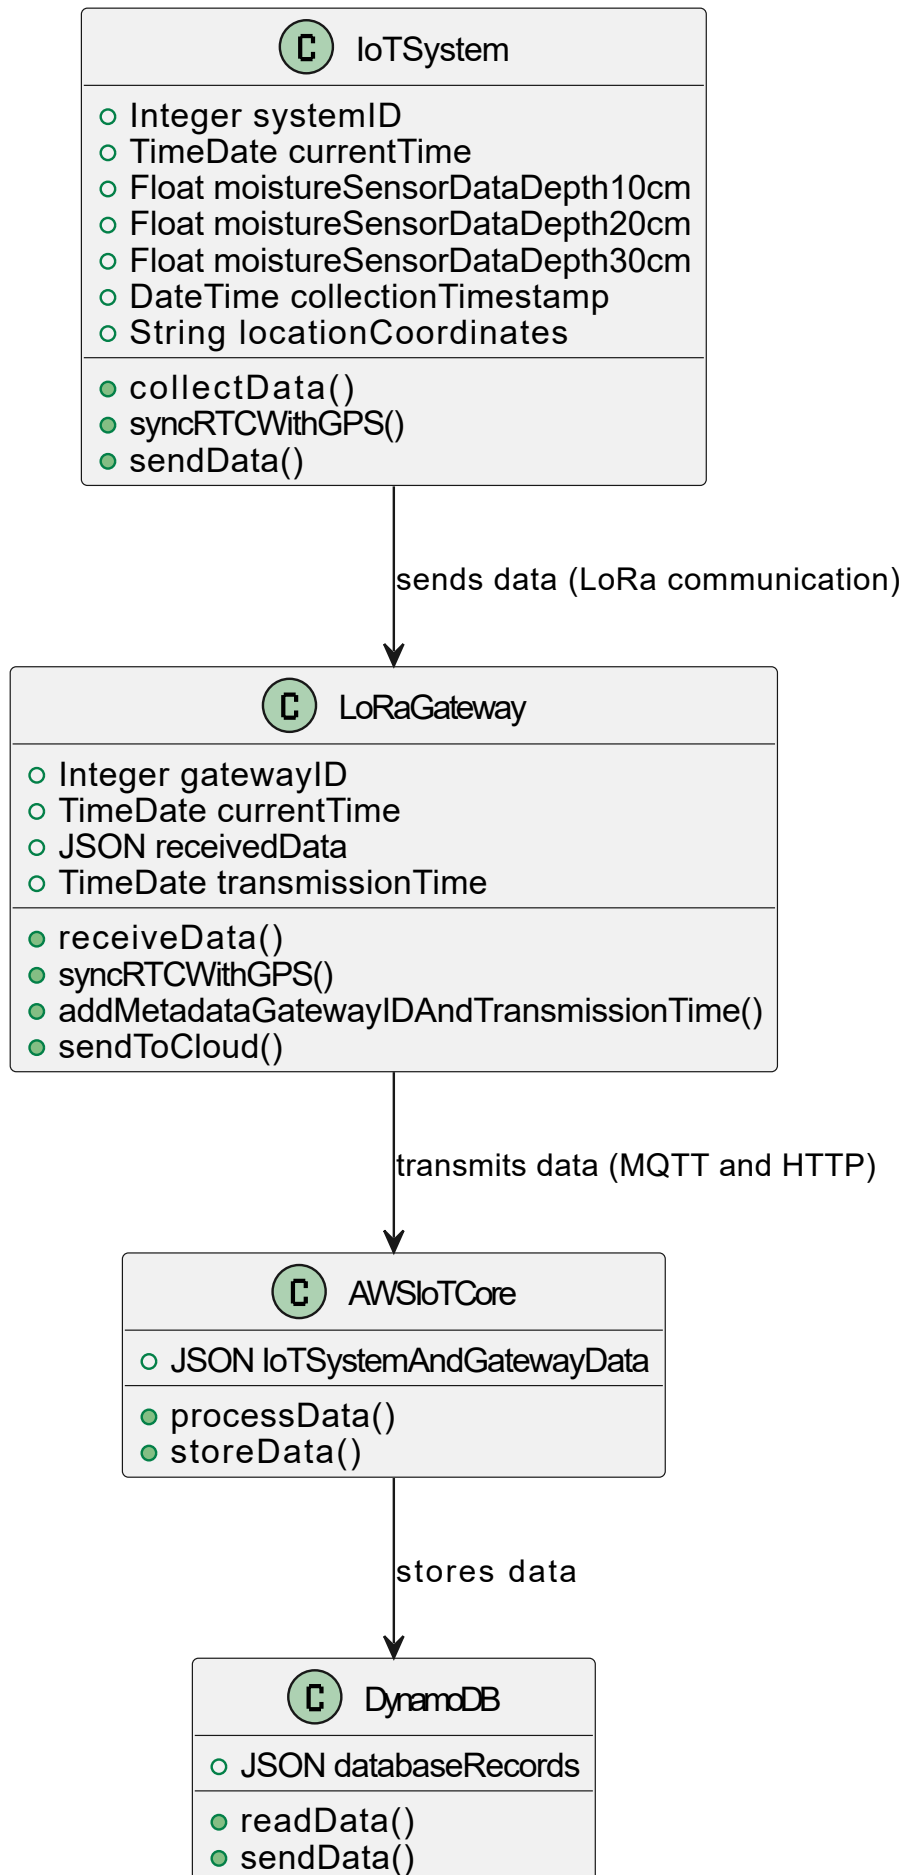 C IoTSystem
Integer systemID
TimeDate currentTime
Float moistureSensorDataDepth10cm
Float moistureSensorDataDepth20cm
Float moistureSensorDataDepth30cm
DateTime collectionTimestamp
String locationCoordinates
collectData()
syncRTCWithGPS()
sendData()
sends data (LoRa communication)
C LoRaGateway
Integer gatewayID
TimeDate currentTime
JSON receivedData
TimeDate transmissionTime
receiveData()
syncRTCWithGPS()
addMetadataGatewayIDAndTransmissionTime()
sendToCloud()
transmits data (MQTT and HTTP)
C AWSIoTCore
JSON IoTSystemAndGatewayData
processData()
storeData()
stores data
C DynamoDB
JSON databaseRecords
readData()
sendData()